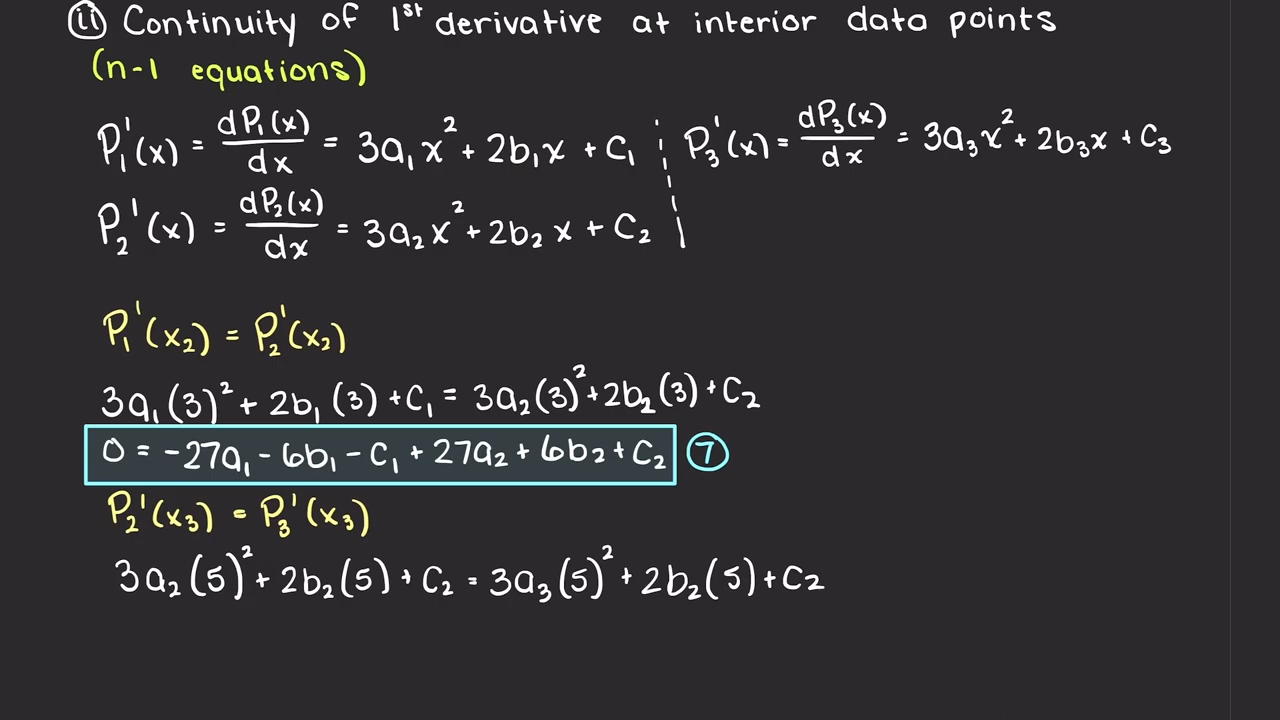 (ii) Continuity of 1st derivative at interior data points
(n-1 equations)
P₁'(x) = dP₁(x)/dx = 3a₁x² + 2b₁x + C₁
P₃'(x) = dP₃(x)/dx = 3a₃x² + 2b₃x + C₃
P₂'(x) = dP₂(x)/dx = 3a₂x² + 2b₂x + C₂
P₁'(x₂) = P₂'(x₂)
3a₁(3)² + 2b₁(3) + C₁ = 3a₂(3)² + 2b₂(3) + C₂
0 = -27a₁ - 6b₁ - C₁ + 27a₂ + 6b₂ + C₂ (7)
P₂'(x₃) = P₃'(x₃)
3a₂(5)² + 2b₂(5) + C₂ = 3a₃(5)² + 2b₂(5) + C₂